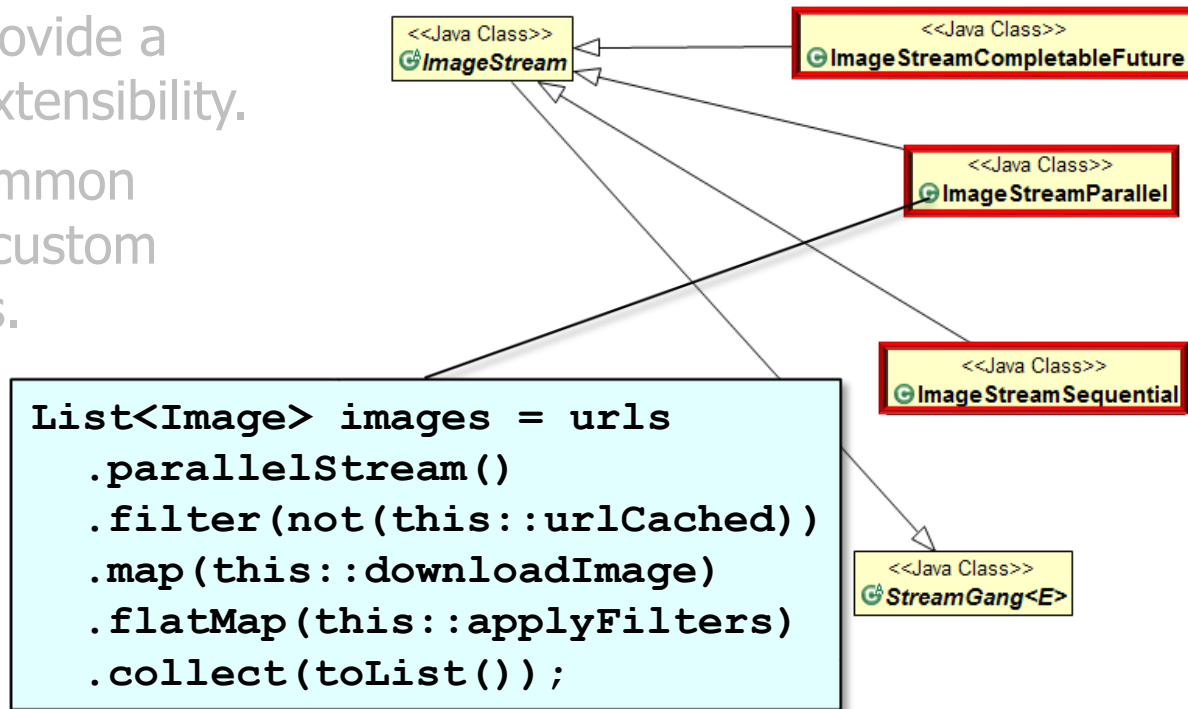 ovide a
xtensibility.
mmon
custom
s.
<<Java Class>>
ImageStream
<<Java Class>>
ImageStreamCompletableFuture
<<Java Class>>
ImageStreamParallel
<<Java Class>>
ImageStreamSequential
List<Image> images = urls
.parallelStream()
.filter(not(this::urlCached))
.map(this::downloadImage)
.flatMap(this::applyFilters)
.collect(toList());
<<Java Class>>
StreamGang<E>